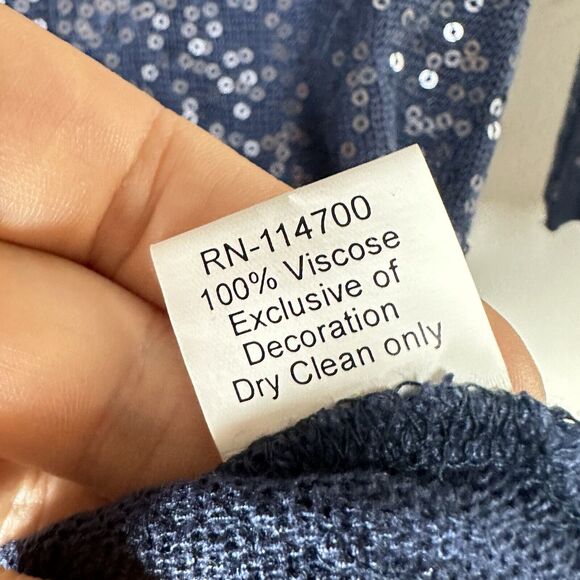 RN-114700
100% Viscose
Exclusive of
Decoration
Dry Clean only